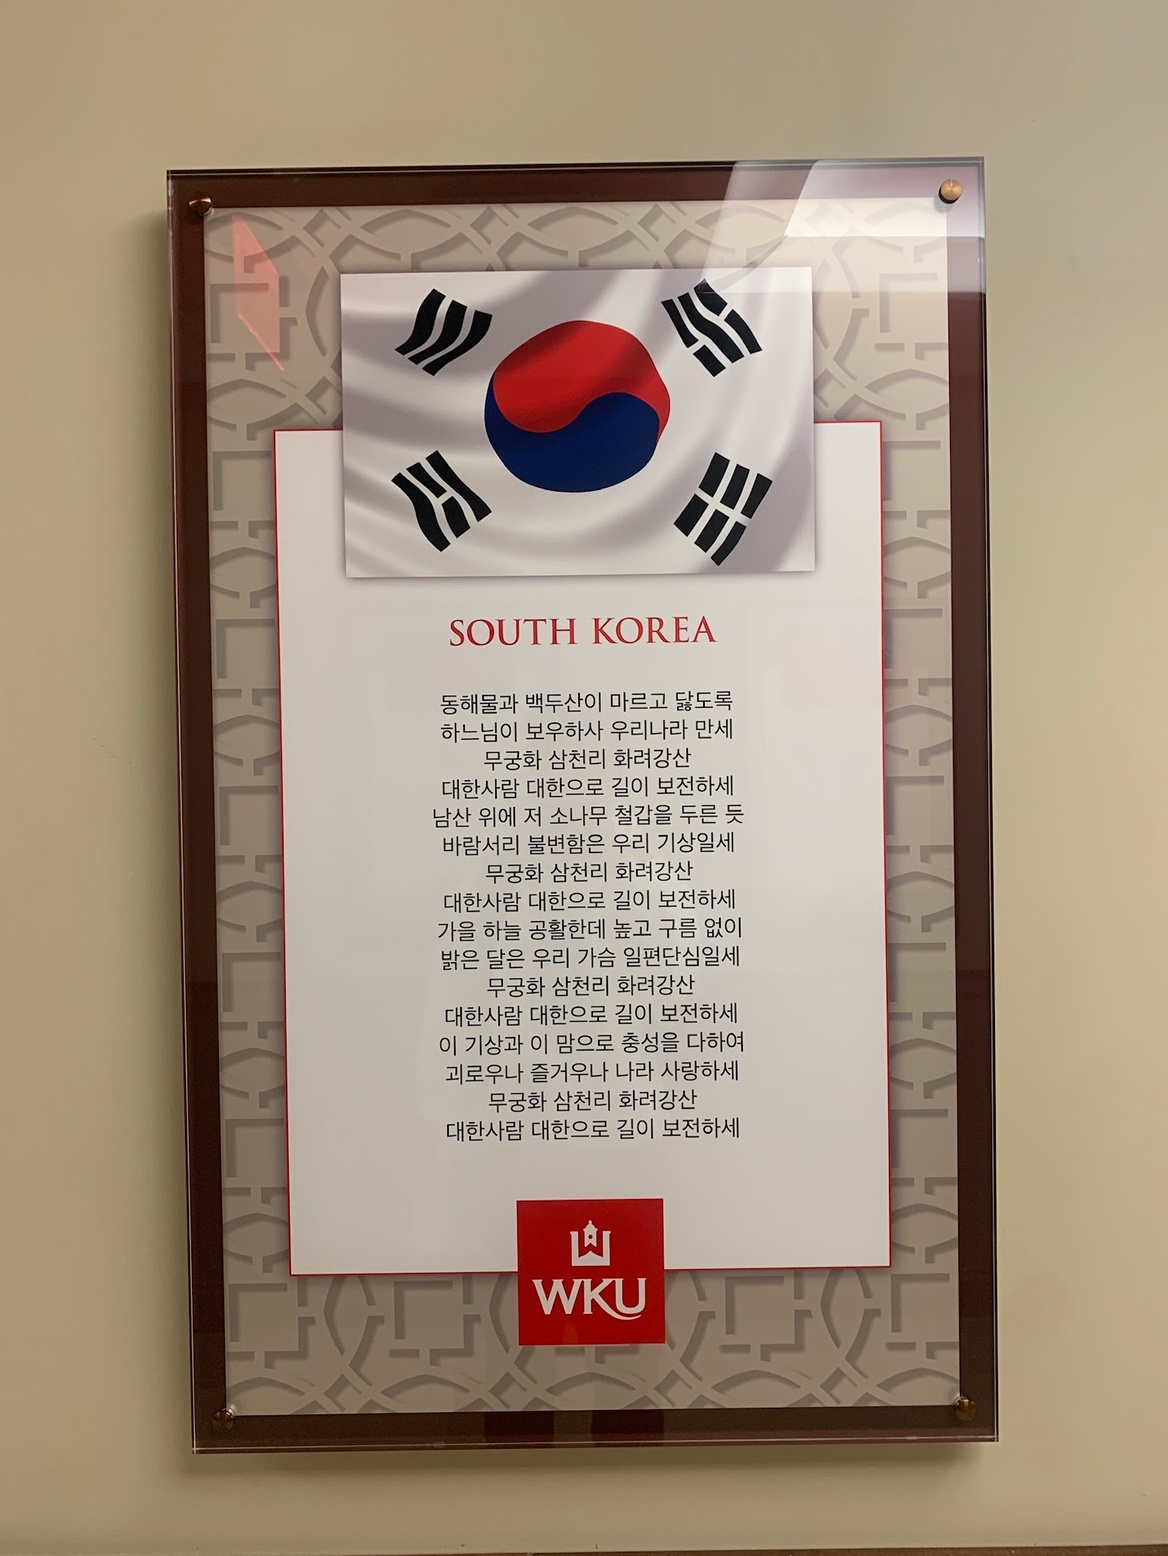 SOUTH KOREA
동해물과 백두산이 마르고 닳도록
하느님이 보우하사 우리나라 만세
무궁화 삼천리 화려강산
대한사람 대한으로 길이 보전하세
남산 위에 저 소나무 철갑을 두른 듯
바람서리 불변함은 우리 기상일세
무궁화 삼천리 화려강산
대한사람 대한으로 길이 보전하세
가을 하늘 공활한데 높고 구름 없이
밝은 달은 우리 가슴 일편단심일세
무궁화 삼천리 화려강산
대한사람 대한으로 길이 보전하세
이 기상과 이 맘으로 충성을 다하여
괴로우나 즐거우나 나라 사랑하세
무궁화 삼천리 화려강산
대한사람 대한으로 길이 보전하세
WKU